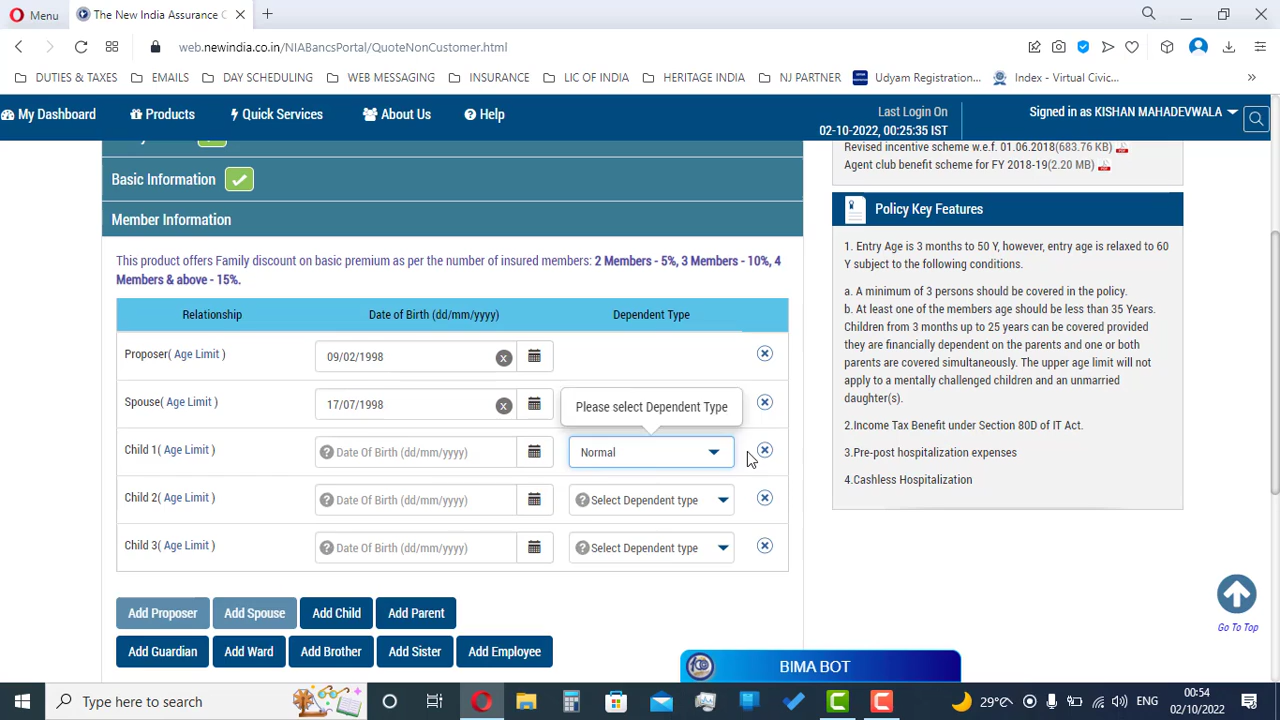 Menu
The New India Assurance C
web.newindia.co.in/NIABancsPortal/QuoteNonCustomer.html
DUTIES & TAXES
EMAILS
DAY SCHEDULING
WEB MESSAGING
INSURANCE
LIC OF INDIA
HERITAGE INDIA
NJ PARTNER
Udyam Registration...
Index - Virtual Civic...
My Dashboard
Products
Quick Services
About Us
Help
Last Login On
02-10-2022, 00:25:35 IST
Signed in as KISHAN MAHADEVWALA
Revised incentive scheme w.e.f. 01.06.2018(683.76 KB)
Agent club benefit scheme for FY 2018-19(2.20 MB)
Basic Information
Member Information
This product offers Family discount on basic premium as per the number of insured members: 2 Members - 5%, 3 Members - 10%, 4
Members & above - 15%.
Relationship
Date of Birth (dd/mm/yyyy)
Dependent Type
Proposer( Age Limit )
09/02/1998
Spouse( Age Limit )
17/07/1998
Please select Dependent Type
Child 1( Age Limit )
Date Of Birth (dd/mm/yyyy)
Normal
Child 2( Age Limit )
Date Of Birth (dd/mm/yyyy)
Select Dependent type
Child 3( Age Limit )
Date Of Birth (dd/mm/yyyy)
Select Dependent type
Add Proposer
Add Spouse
Add Child
Add Parent
Add Guardian
Add Ward
Add Brother
Add Sister
Add Employee
Policy Key Features
1. Entry Age is 3 months to 50 Y, however, entry age is relaxed to 60
Y subject to the following conditions.
a. A minimum of 3 persons should be covered in the policy.
b. At least one of the members age should be less than 35 Years.
Children from 3 months up to 25 years can be covered provided
they are financially dependent on the parents and one or both
parents are covered simultaneously. The upper age limit will not
apply to a mentally challenged children and an unmarried
daughter(s).
2.Income Tax Benefit under Section 80D of IT Act.
3.Pre-post hospitalization expenses
4.Cashless Hospitalization
Go To Top
BIMA BOT
Type here to search
29°C
ENG
00:54
02/10/2022